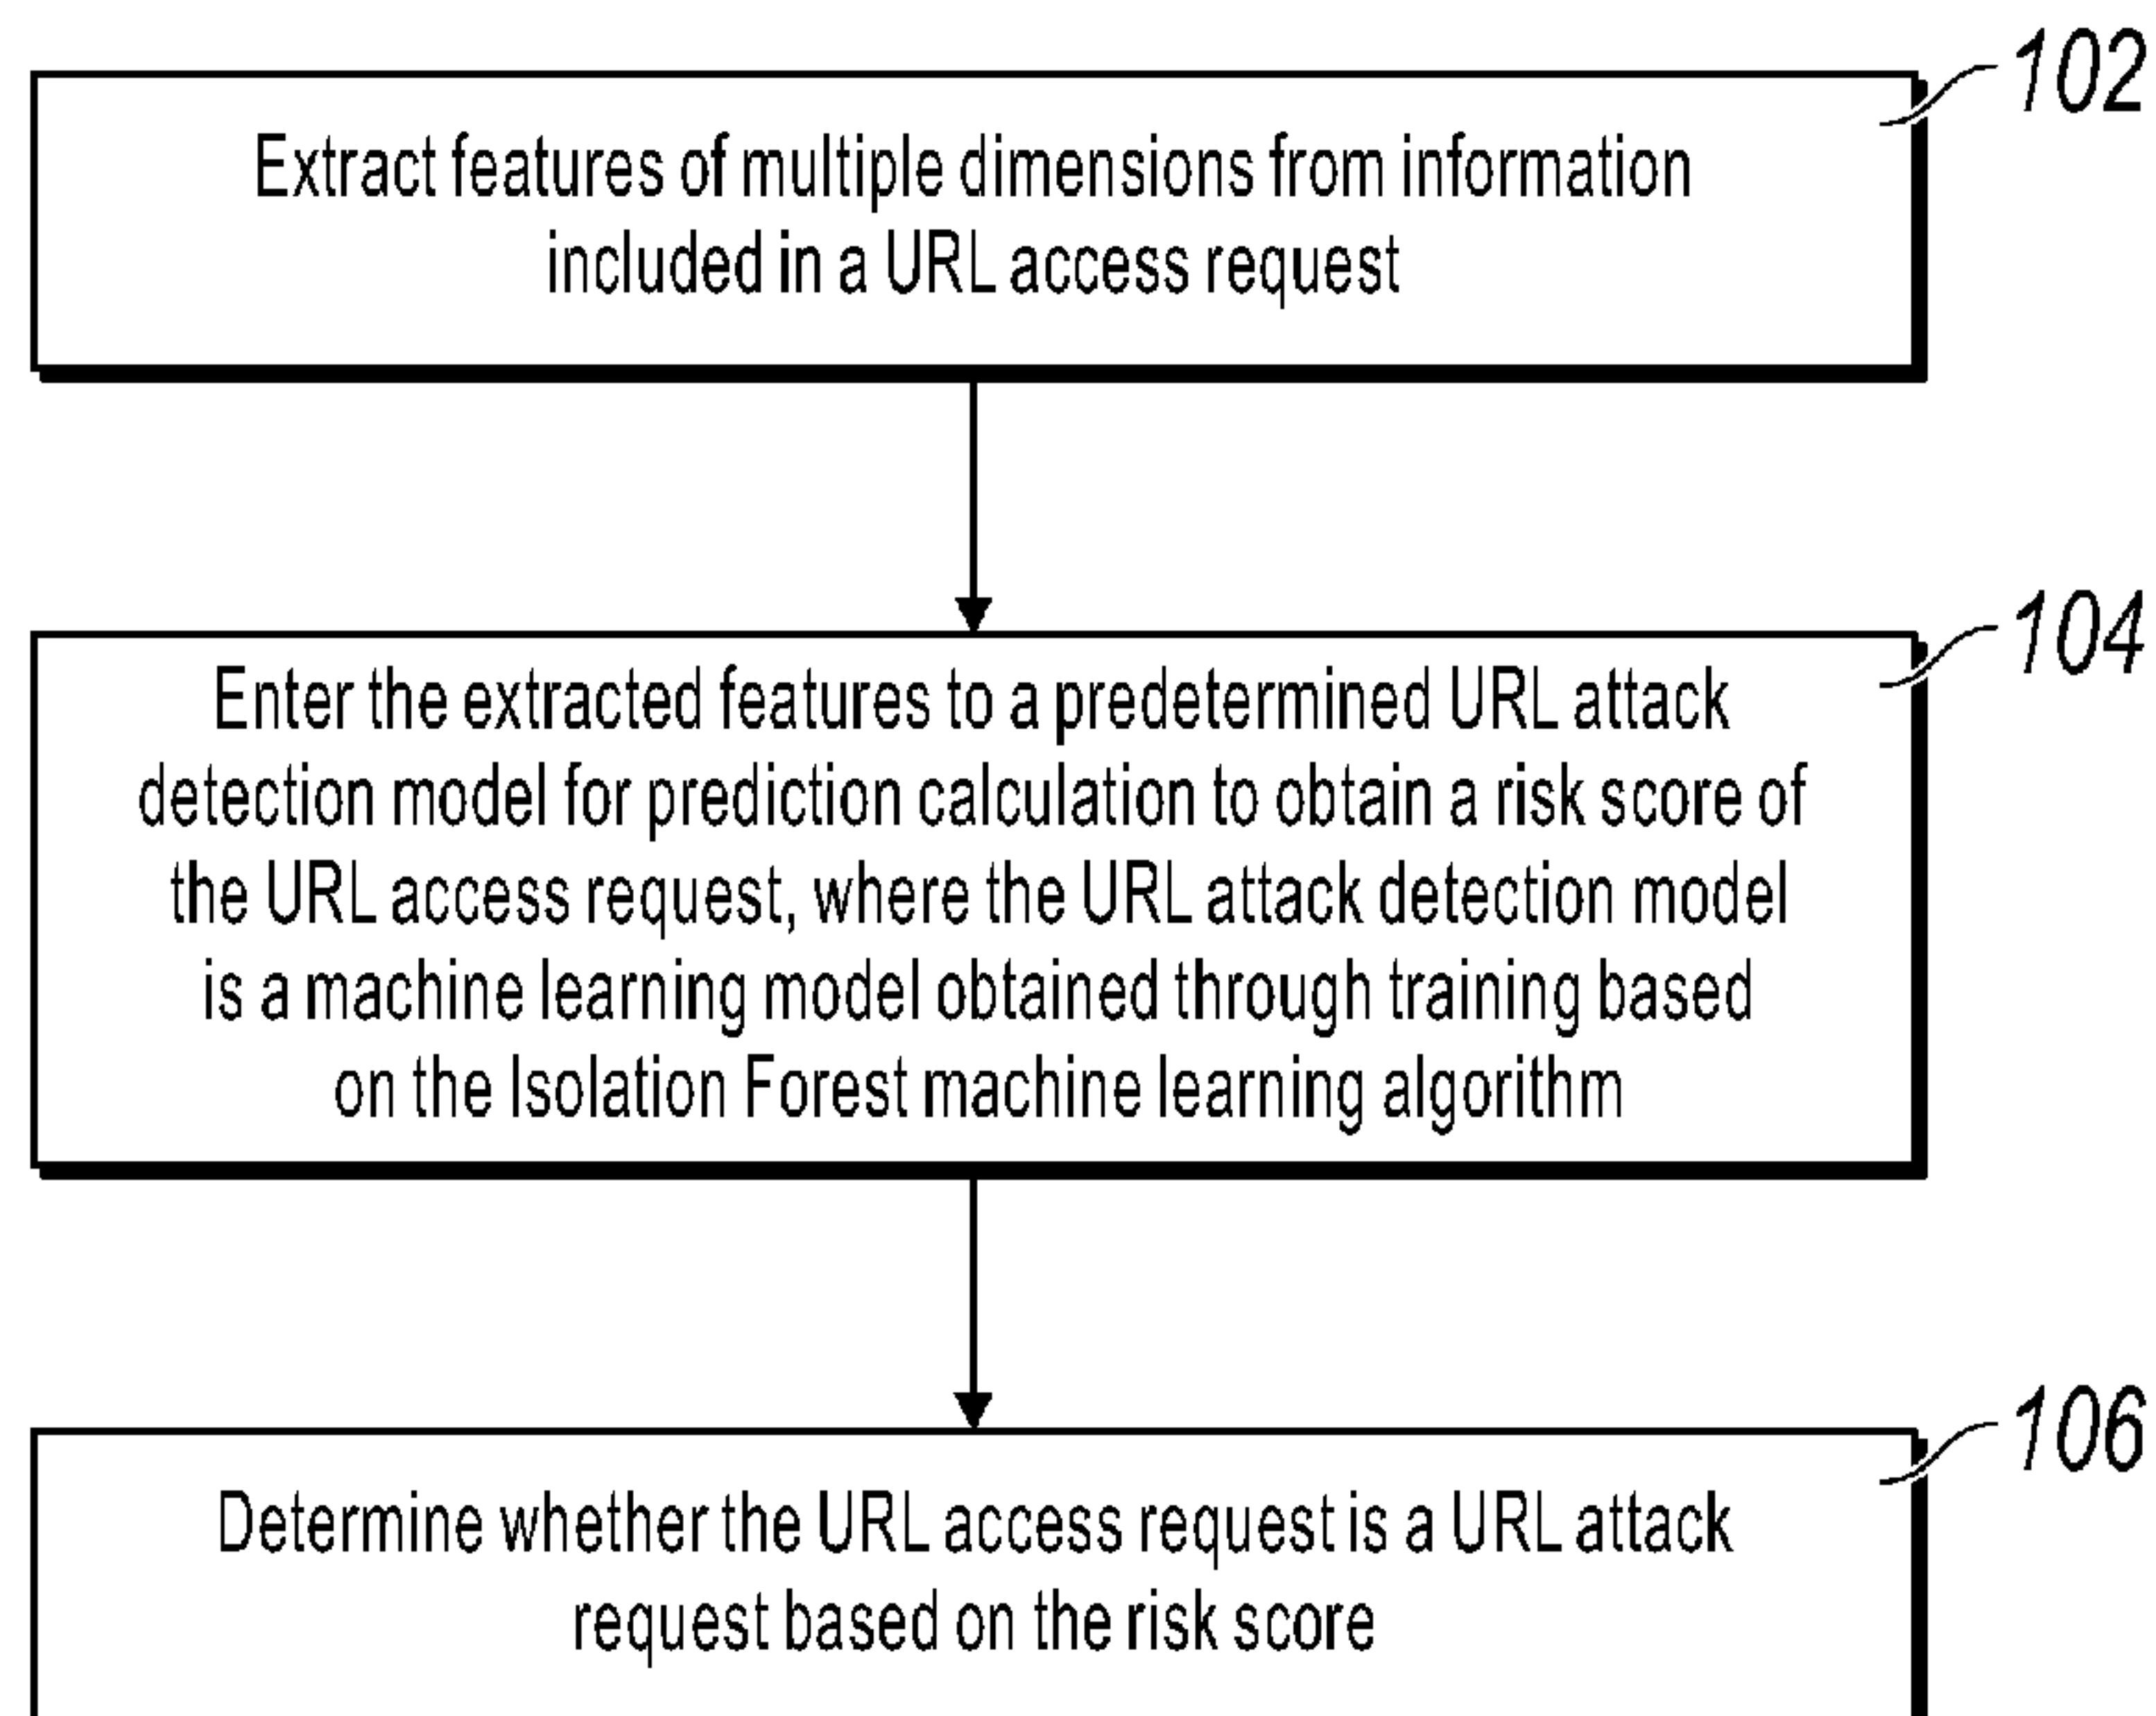 102
Extract features of multiple dimensions from information
included in a URL access request
104
Enter the extracted features to a predetermined URL attack
detection model for prediction calculation to obtain a risk score of
the URL access request, where the URL attack detection model
is a machine learning model obtained through training based
on the Isolation Forest machine learning algorithm
106
Determine whether the URL access request is a URL attack
request based on the risk score